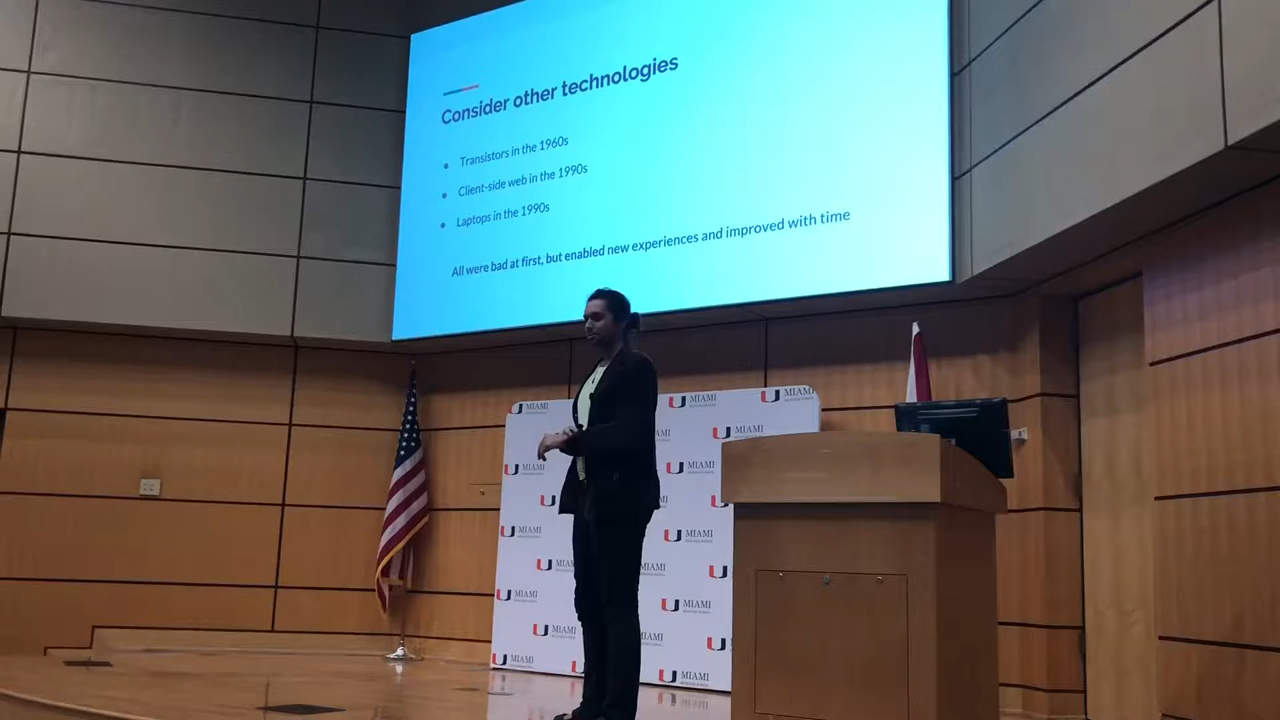 Consider other technologies
Transistors in the 1960s
Client-side web in the 1990s
Laptops in the 1990s
All were bad at first, but enabled new experiences and improved with time
U MIAMI
U MIAMI
U MIAMI
U MIAMI
U MIAMI
U MIAMI
U MIAMI
U MIAMI
U MIAMI
U MIAMI
U MIAMI
U MIAMI
U MIAMI